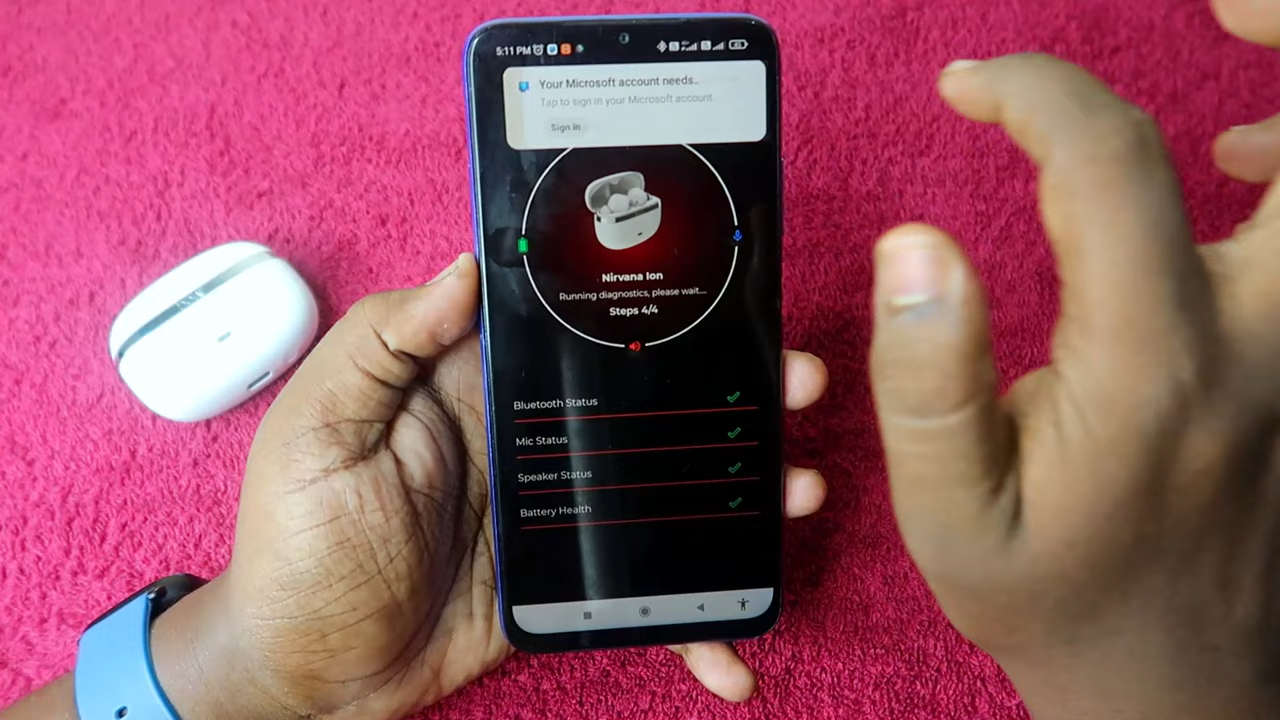 5:11 PM
Your Microsoft account needs..
Tap to sign in your Microsoft account.
Sign in
Nirvana Ion
Running diagnostics, please wait....
Steps 4/4
Bluetooth Status
Mic Status
Speaker Status
Battery Health